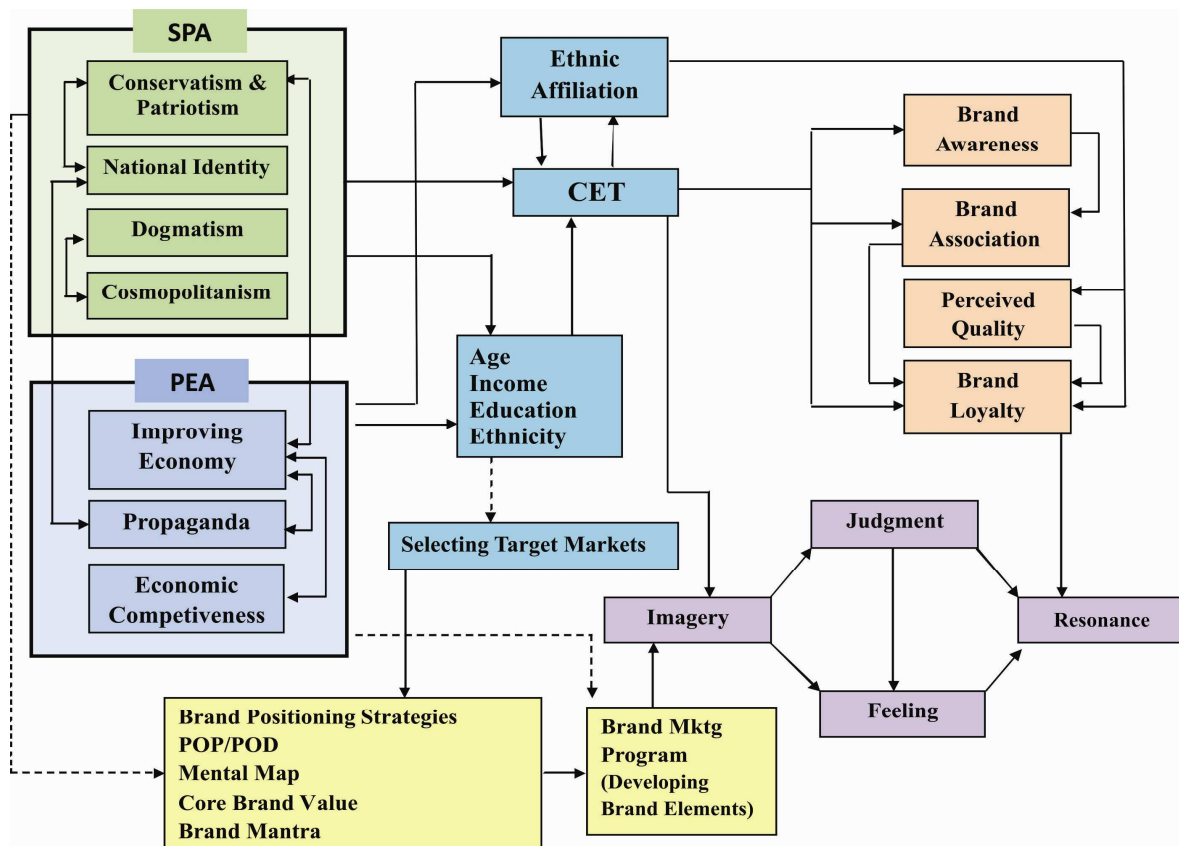 SPA
Conservatism &
Patriotism
National Identity
Dogmatism
Cosmopolitanism
PEA
Improving
Economy
Propaganda
Economic
Competiveness
Ethnic
Affiliation
CET
Age
Income
Education
Ethnicity
Selecting Target Markets
Brand
Awareness
Brand
Association
Perceived
Quality
Brand
Loyalty
Judgment
Imagery
Resonance
Feeling
Brand Positioning Strategies
POP/POD
Mental Map
Core Brand Value
Brand Mantra
Brand Mktg
Program
(Developing
Brand Elements)